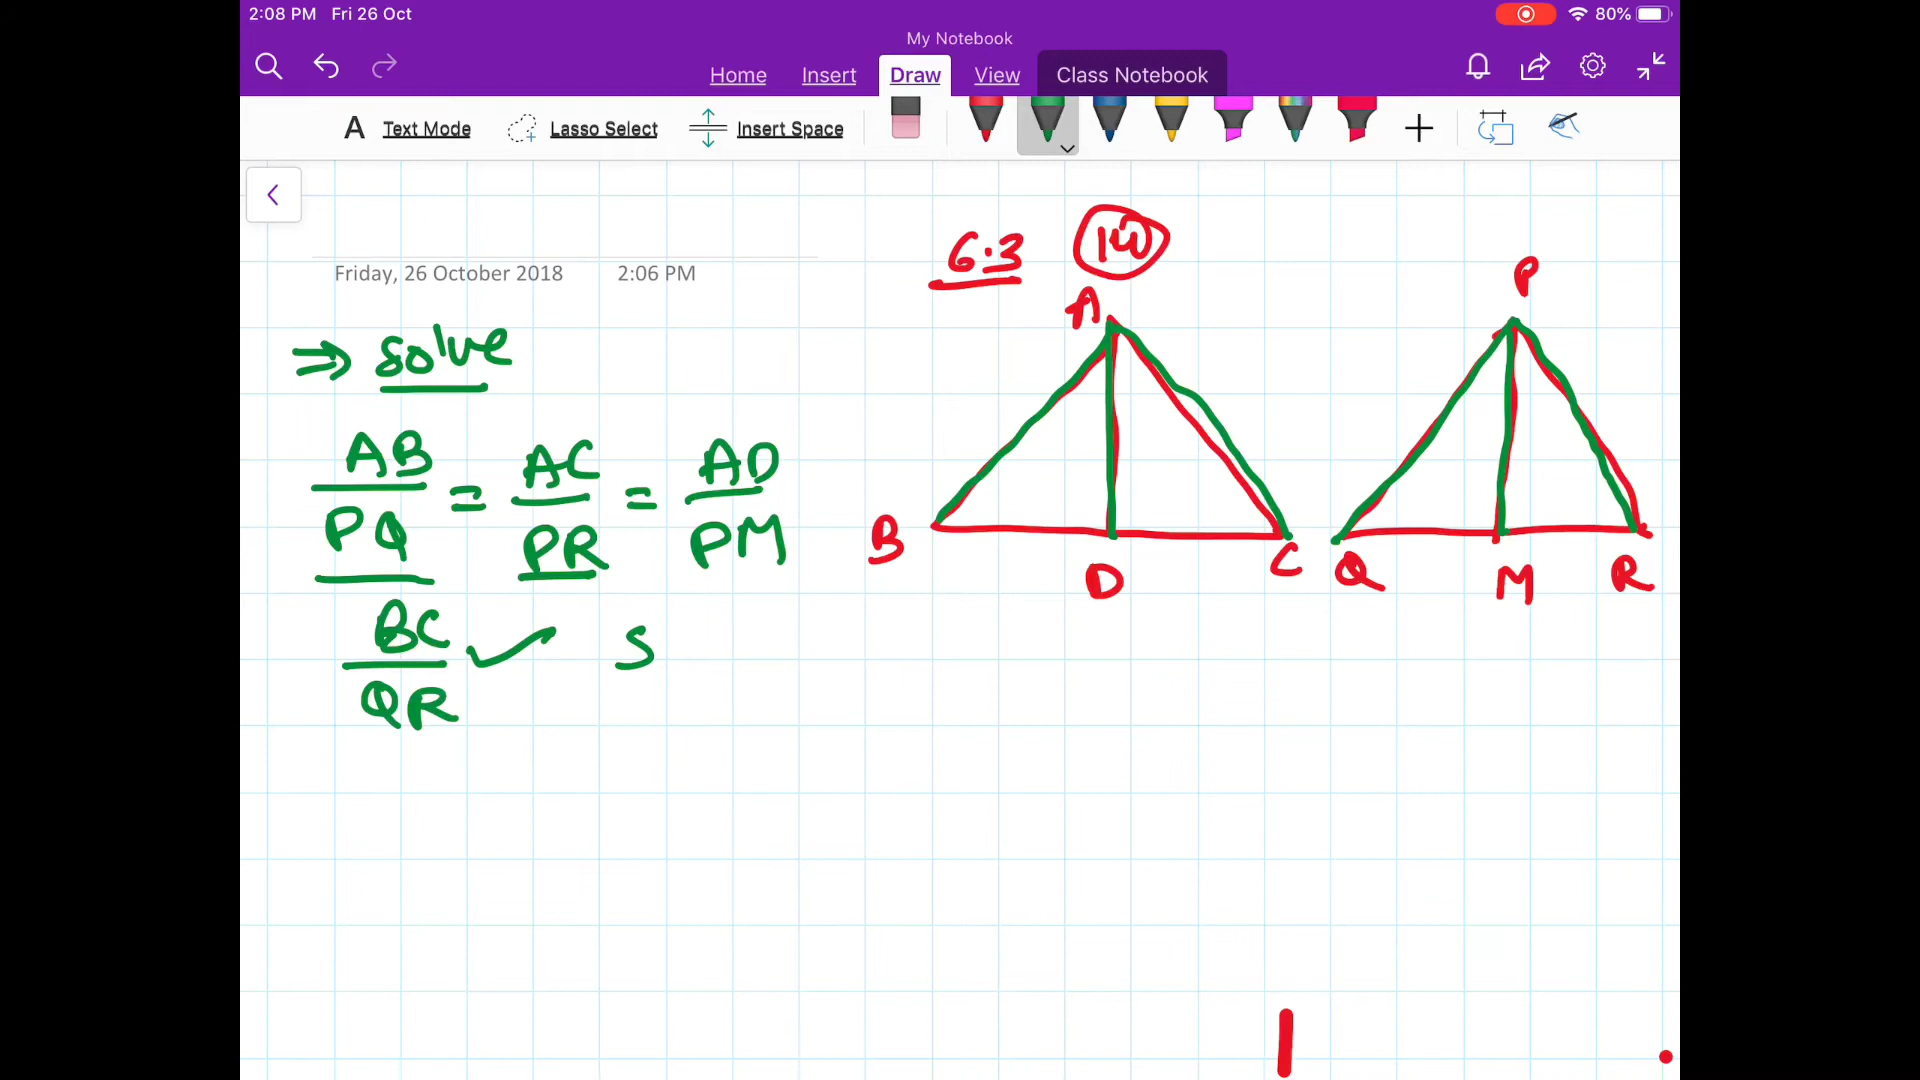 2:08 PM Fri 26 Oct 80%
My Notebook
Home Insert Draw View Class Notebook
A Text Mode Lasso Select Insert Space
6.3 14
Friday, 26 October 2018 2:06 PM
⇒ solve
AB/PQ = AC/PR = AD/PM
BC/QR ✓ S
A
B D C
P
Q M R